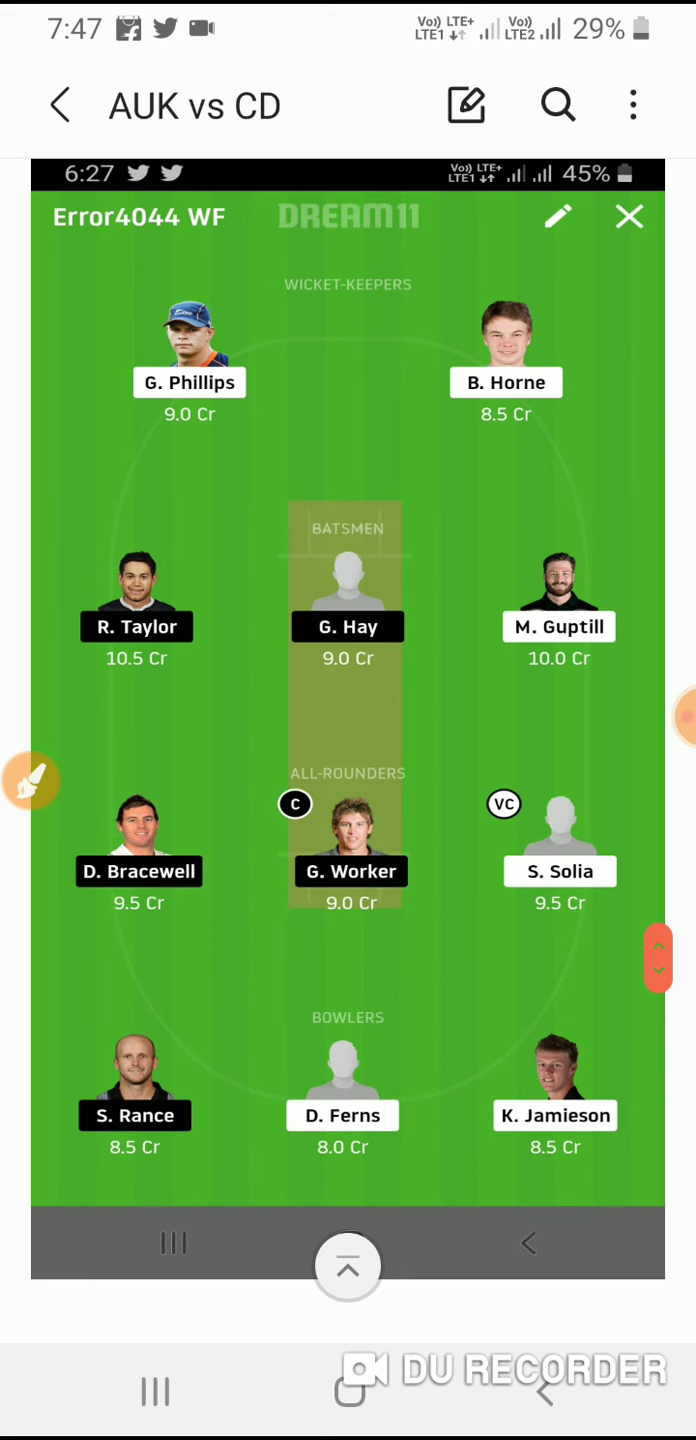 7:47 Vo)) LTE+ LTE1 Vo)) LTE2 29%
AUK vs CD
6:27 Vo)) LTE+ LTE1 45%
Error4044 WF DREAM11
WICKET-KEEPERS
G. Phillips B. Horne
9.0 Cr 8.5 Cr
BATSMEN
R. Taylor G. Hay M. Guptill
10.5 Cr 9.0 Cr 10.0 Cr
ALL-ROUNDERS
C VC
D. Bracewell G. Worker S. Solia
9.5 Cr 9.0 Cr 9.5 Cr
BOWLERS
S. Rance D. Ferns K. Jamieson
8.5 Cr 8.0 Cr 8.5 Cr
DU RECORDER